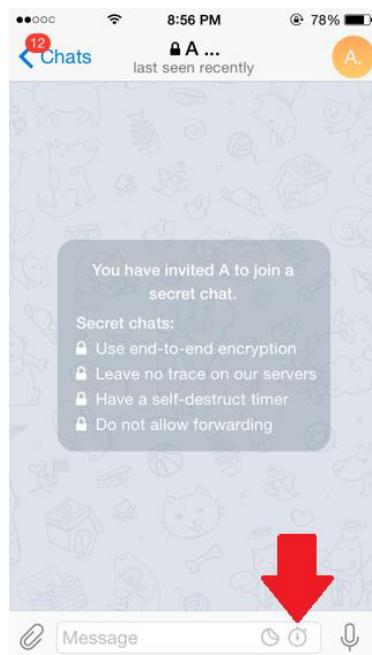 8:56 PM
78%
12
Chats
A ...
last seen recently
A.
You have invited A to join a
secret chat.
Secret chats:
Use end-to-end encryption
Leave no trace on our servers
Have a self-destruct timer
Do not allow forwarding
Message